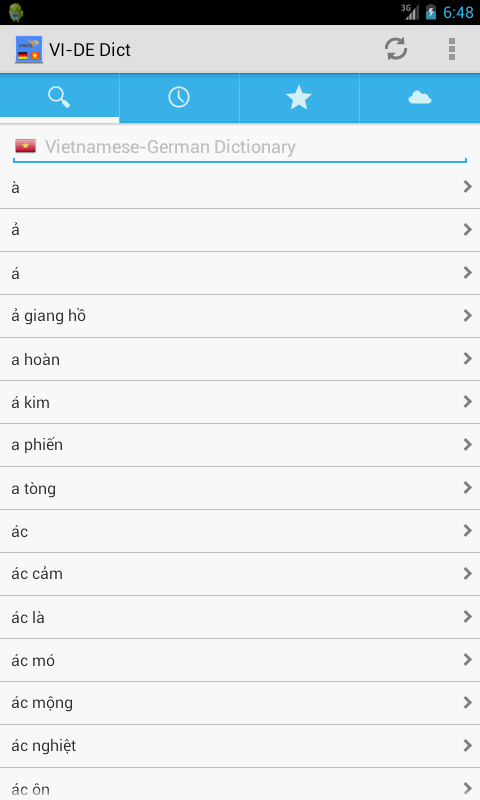 3G
6:48
VI-DE Dict
Vietnamese-German Dictionary
à
ả
á
ả giang hồ
a hoàn
á kim
a phiến
a tòng
ác
ác cảm
ác là
ác mó
ác mộng
ác nghiệt
ác ôn